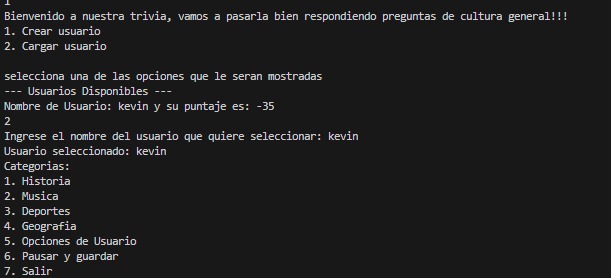 1
Bienvenido a nuestra trivia, vamos a pasarla bien respondiendo preguntas de cultura general!!!
1. Crear usuario
2. Cargar usuario
selecciona una de las opciones que le seran mostradas
--- Usuarios Disponibles ---
Nombre de Usuario: kevin y su puntaje es: -35
2
Ingrese el nombre del usuario que quiere seleccionar: kevin
Usuario seleccionado: kevin
Categorias:
1. Historia
2. Musica
3. Deportes
4. Geografia
5. Opciones de Usuario
6. Pausar y guardar
7. Salir